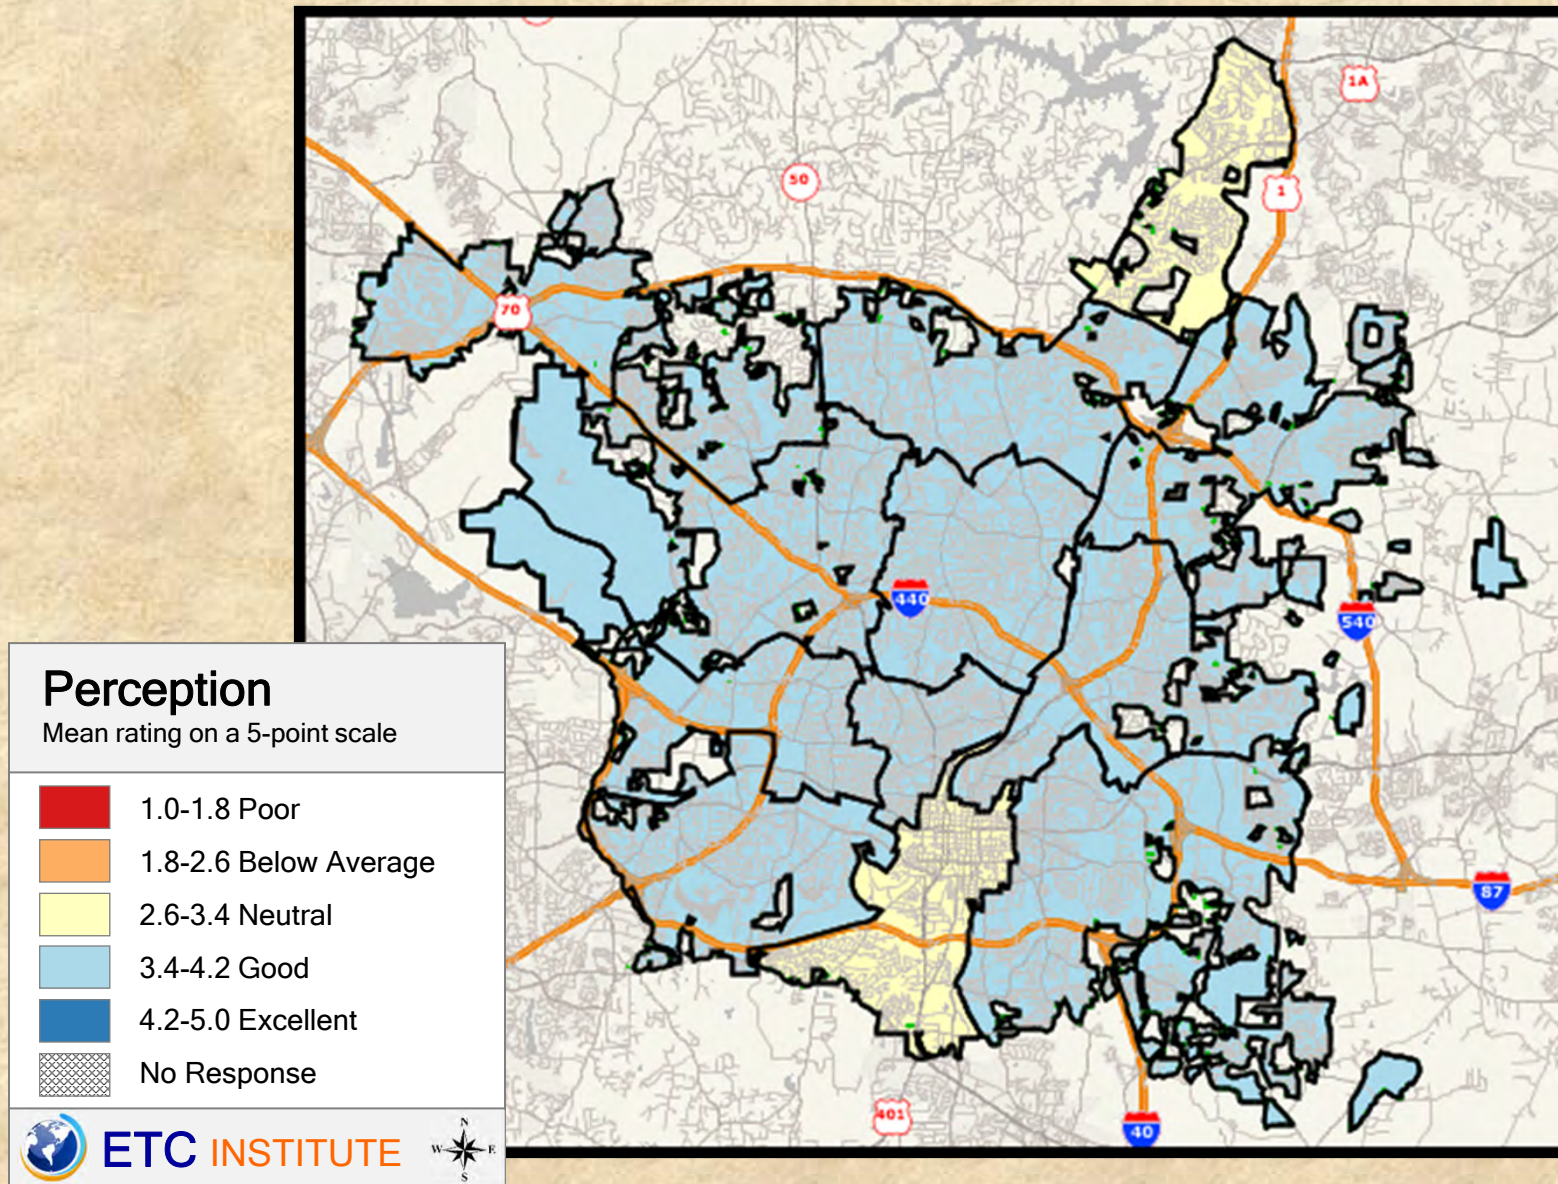 1A
50
1
70
440
540
87
401
40
Perception
Mean rating on a 5-point scale
1.0-1.8 Poor
1.8-2.6 Below Average
2.6-3.4 Neutral
3.4-4.2 Good
4.2-5.0 Excellent
No Response
ETC INSTITUTE
N
W E
S